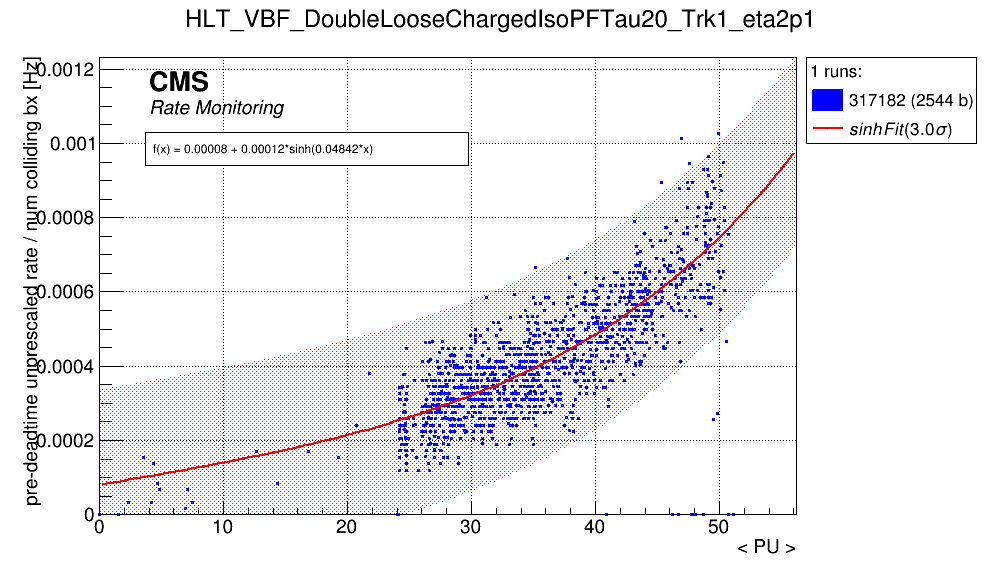 HLT_VBF_DoubleLooseChargedIsoPFTau20_Trk1_eta2p1
pre-deadtime unprescaled rate / num colliding bx [Hz]
0.0012
0.001
0.0008
0.0006
0.0004
0.0002
0
CMS
Rate Monitoring
f(x) = 0.00008 + 0.00012*sinh(0.04842*x)
0 10 20 30 40 50
< PU >
1 runs:
317182 (2544 b)
sinhFit(3.0σ)